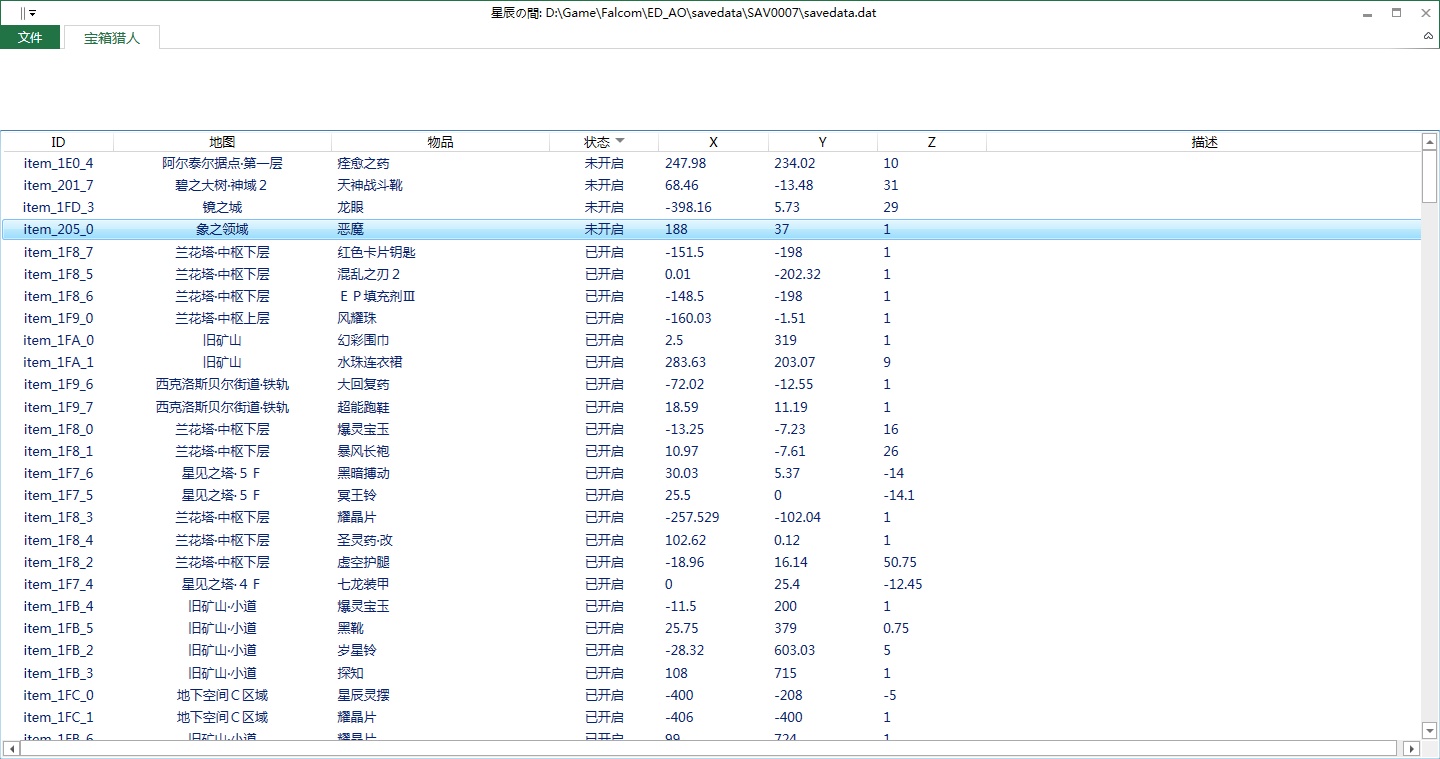 星辰の間: D:\Game\Falcom\ED_AO\savedata\SAV0007\savedata.dat
文件 宝箱猎人
ID 地图 物品 状态 X Y Z 描述
item_1E0_4 阿尔泰尔据点·第一层 痊愈之药 未开启 247.98 234.02 10
item_201_7 碧之大树·神域２ 天神战斗靴 未开启 68.46 -13.48 31
item_1FD_3 镜之城 龙眼 未开启 -398.16 5.73 29
item_205_0 象之领域 恶魔 未开启 188 37 1
item_1F8_7 兰花塔·中枢下层 红色卡片钥匙 已开启 -151.5 -198 1
item_1F8_5 兰花塔·中枢下层 混乱之刃２ 已开启 0.01 -202.32 1
item_1F8_6 兰花塔·中枢下层 ＥＰ填充剂Ⅲ 已开启 -148.5 -198 1
item_1F9_0 兰花塔·中枢上层 风耀珠 已开启 -160.03 -1.51 1
item_1FA_0 旧矿山 幻彩围巾 已开启 2.5 319 1
item_1FA_1 旧矿山 水珠连衣裙 已开启 283.63 203.07 9
item_1F9_6 西克洛斯贝尔街道·铁轨 大回复药 已开启 -72.02 -12.55 1
item_1F9_7 西克洛斯贝尔街道·铁轨 超能跑鞋 已开启 18.59 11.19 1
item_1F8_0 兰花塔·中枢下层 爆灵宝玉 已开启 -13.25 -7.23 16
item_1F8_1 兰花塔·中枢下层 暴风长袍 已开启 10.97 -7.61 26
item_1F7_6 星见之塔·５Ｆ 黑暗搏动 已开启 30.03 5.37 -14
item_1F7_5 星见之塔·５Ｆ 冥王铃 已开启 25.5 0 -14.1
item_1F8_3 兰花塔·中枢下层 耀晶片 已开启 -257.529 -102.04 1
item_1F8_4 兰花塔·中枢下层 圣灵药·改 已开启 102.62 0.12 1
item_1F8_2 兰花塔·中枢下层 虚空护腿 已开启 -18.96 16.14 50.75
item_1F7_4 星见之塔·４Ｆ 七龙装甲 已开启 0 25.4 -12.45
item_1FB_4 旧矿山·小道 爆灵宝玉 已开启 -11.5 200 1
item_1FB_5 旧矿山·小道 黑靴 已开启 25.75 379 0.75
item_1FB_2 旧矿山·小道 岁星铃 已开启 -28.32 603.03 5
item_1FB_3 旧矿山·小道 探知 已开启 108 715 1
item_1FC_0 地下空间Ｃ区域 星辰灵摆 已开启 -400 -208 -5
item_1FC_1 地下空间Ｃ区域 耀晶片 已开启 -406 -400 1
item_1FB_6 旧矿山·小道 耀晶片 已开启 99 724 1